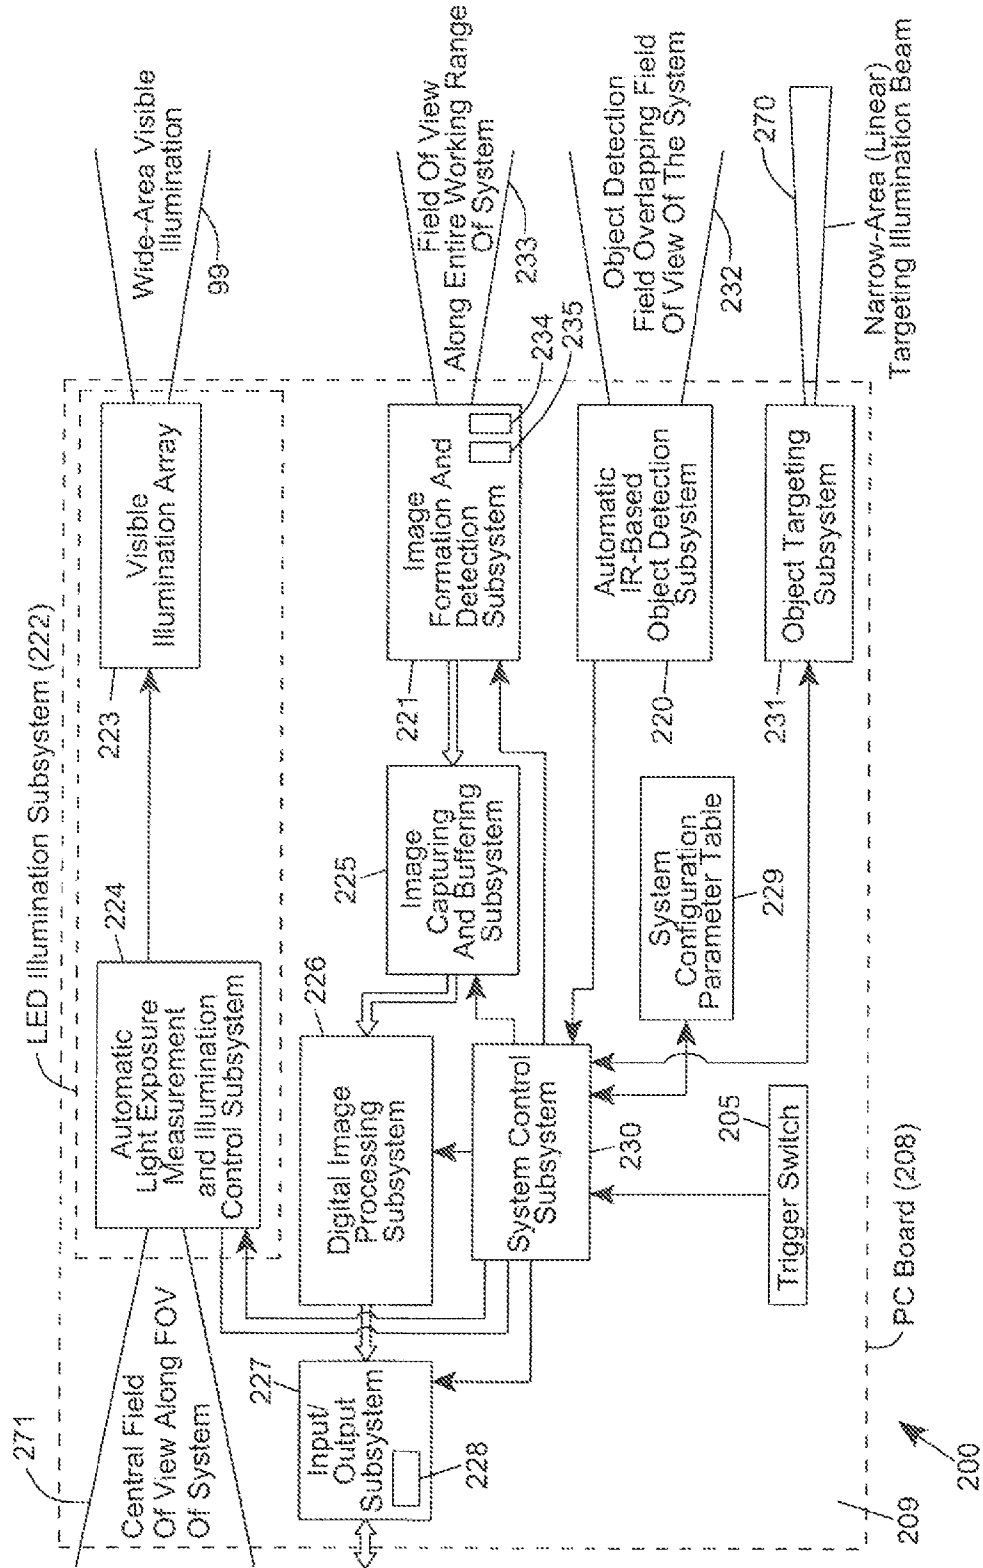 271
Central Field
Of View Along FOV
Of System
LED Illumination Subsystem (222)
224
Automatic
Light Exposure
Measurement
and Illumination
Control Subsystem
223
Visible
Illumination Array
Wide-Area Visible
Illumination
99
227
Input/
Output
Subsystem
228
226
Digital Image
Processing
Subsystem
225
Image
Capturing
And Buffering
Subsystem
221
Image
Formation And
Detection
Subsystem
234
235
Field Of View
Along Entire Working Range
Of System
233
System Control
Subsystem
230
220
Automatic
IR-Based
Object Detection
Subsystem
Object Detection
Field Overlapping Field
Of View Of The System
232
System
Configuration
Parameter Table
229
205
Trigger Switch
231
Object Targeting
Subsystem
270
Narrow-Area (Linear)
Targeting Illumination Beam
209
PC Board (208)
200